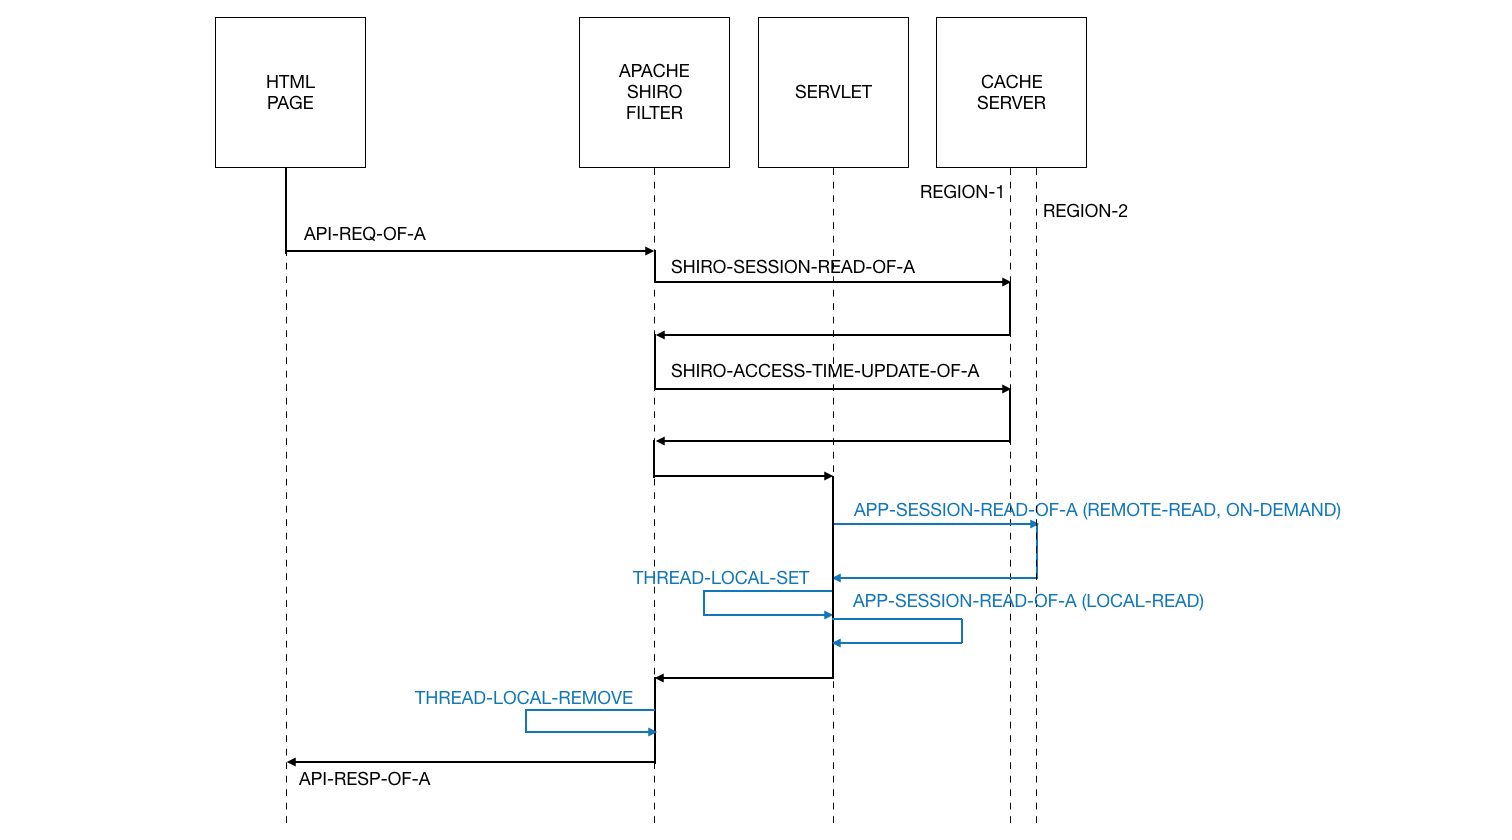 HTML
PAGE
APACHE
SHIRO
FILTER
SERVLET
CACHE
SERVER
REGION-1
REGION-2
API-REQ-OF-A
SHIRO-SESSION-READ-OF-A
SHIRO-ACCESS-TIME-UPDATE-OF-A
APP-SESSION-READ-OF-A (REMOTE-READ, ON-DEMAND)
THREAD-LOCAL-SET
APP-SESSION-READ-OF-A (LOCAL-READ)
THREAD-LOCAL-REMOVE
API-RESP-OF-A